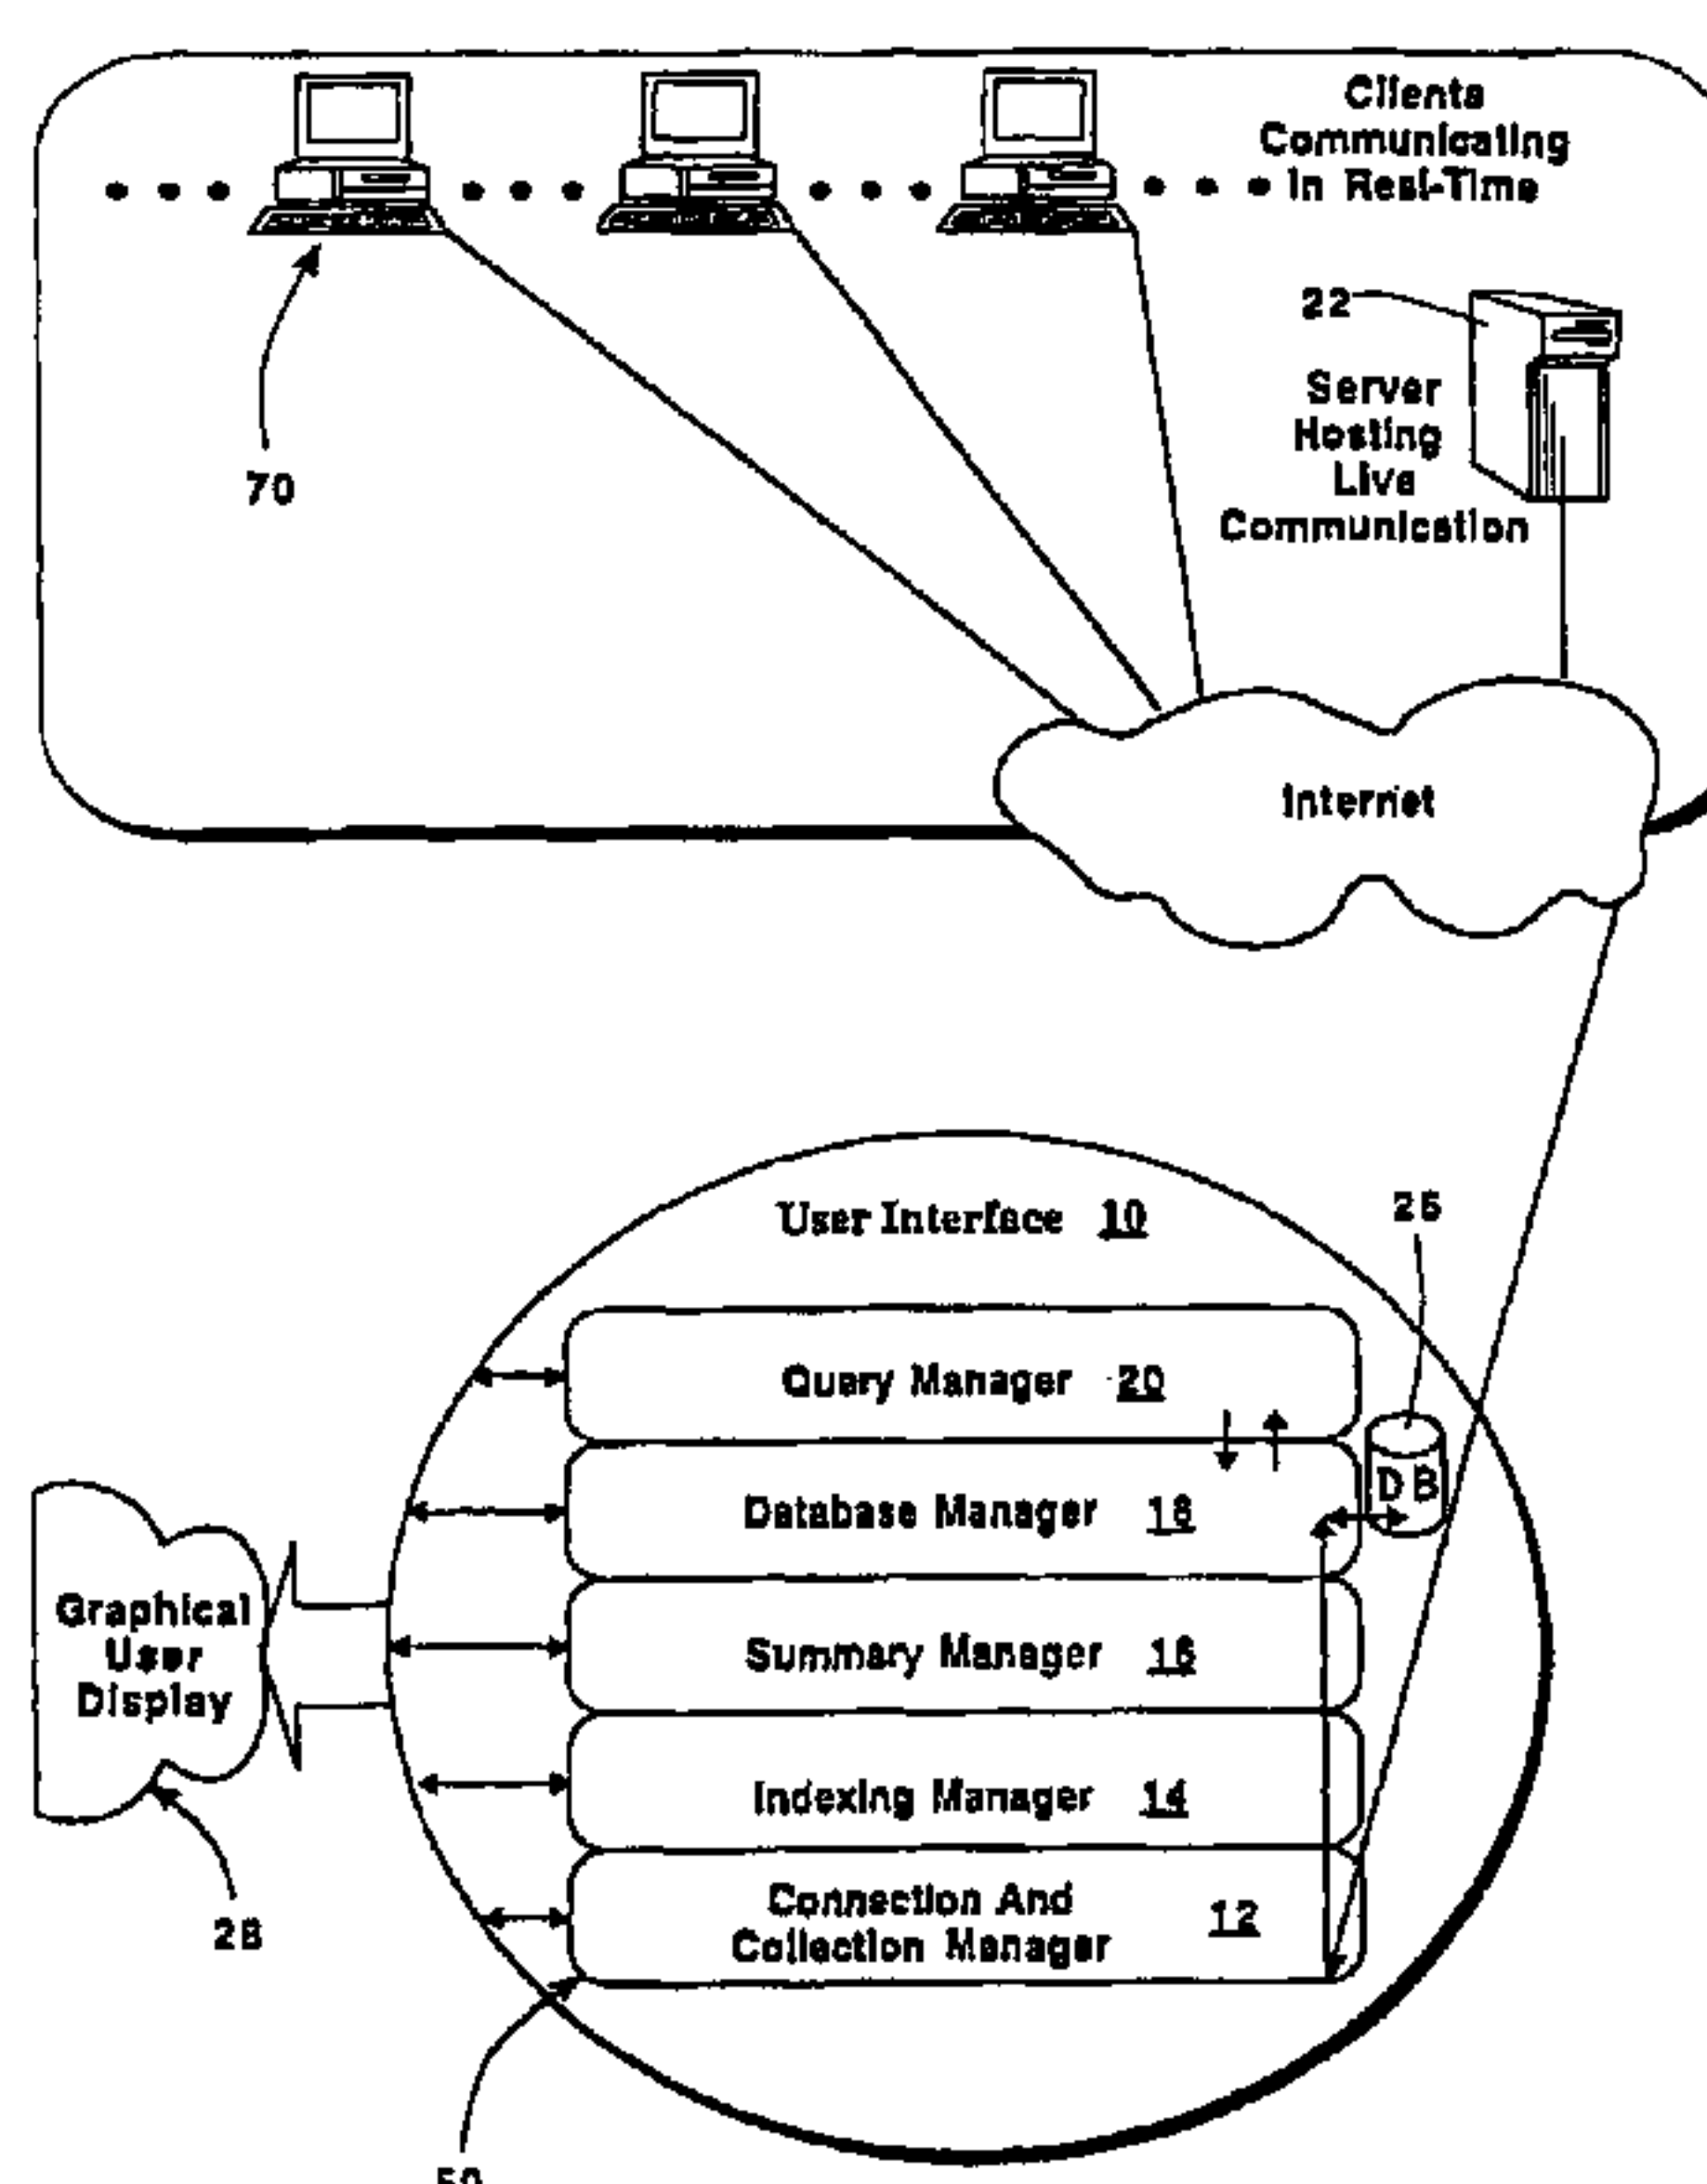 Clients
Communicating
In Real-Time
22
Server
Hosting
Live
Communication
70
Internet
User Interface 10
25
Query Manager 20
DB
Database Manager 18
Graphical
User
Display
Summary Manager 16
Indexing Manager 14
Connection And
Collection Manager 12
28
50